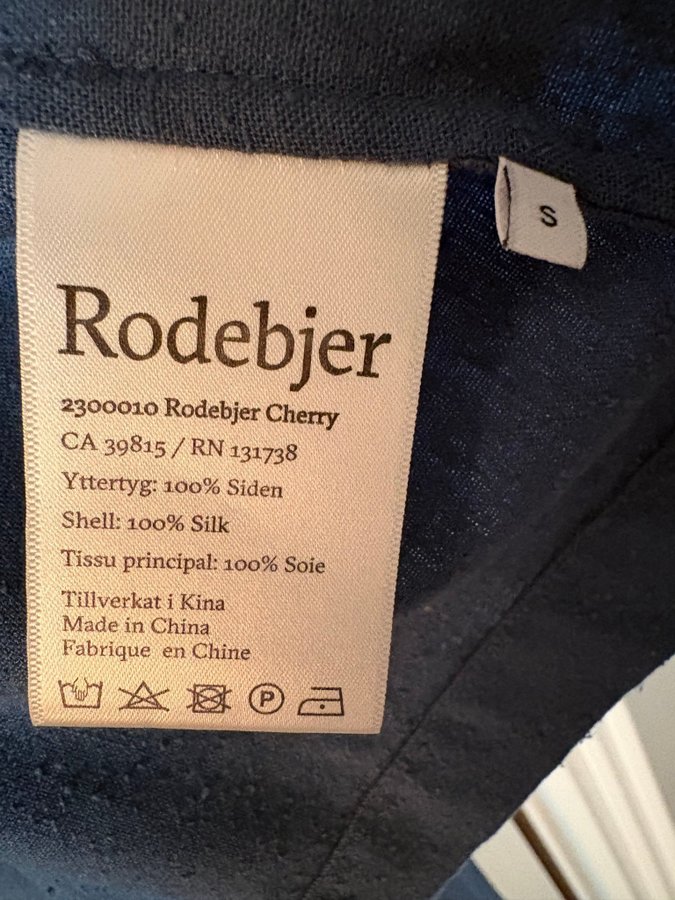 Rodebjer
2300010 Rodebjer Cherry
CA 39815 / RN 131738
Yttertyg: 100% Siden
Shell: 100% Silk
Tissu principal: 100% Soie
Tillverkat i Kina
Made in China
Fabrique en Chine
P
S